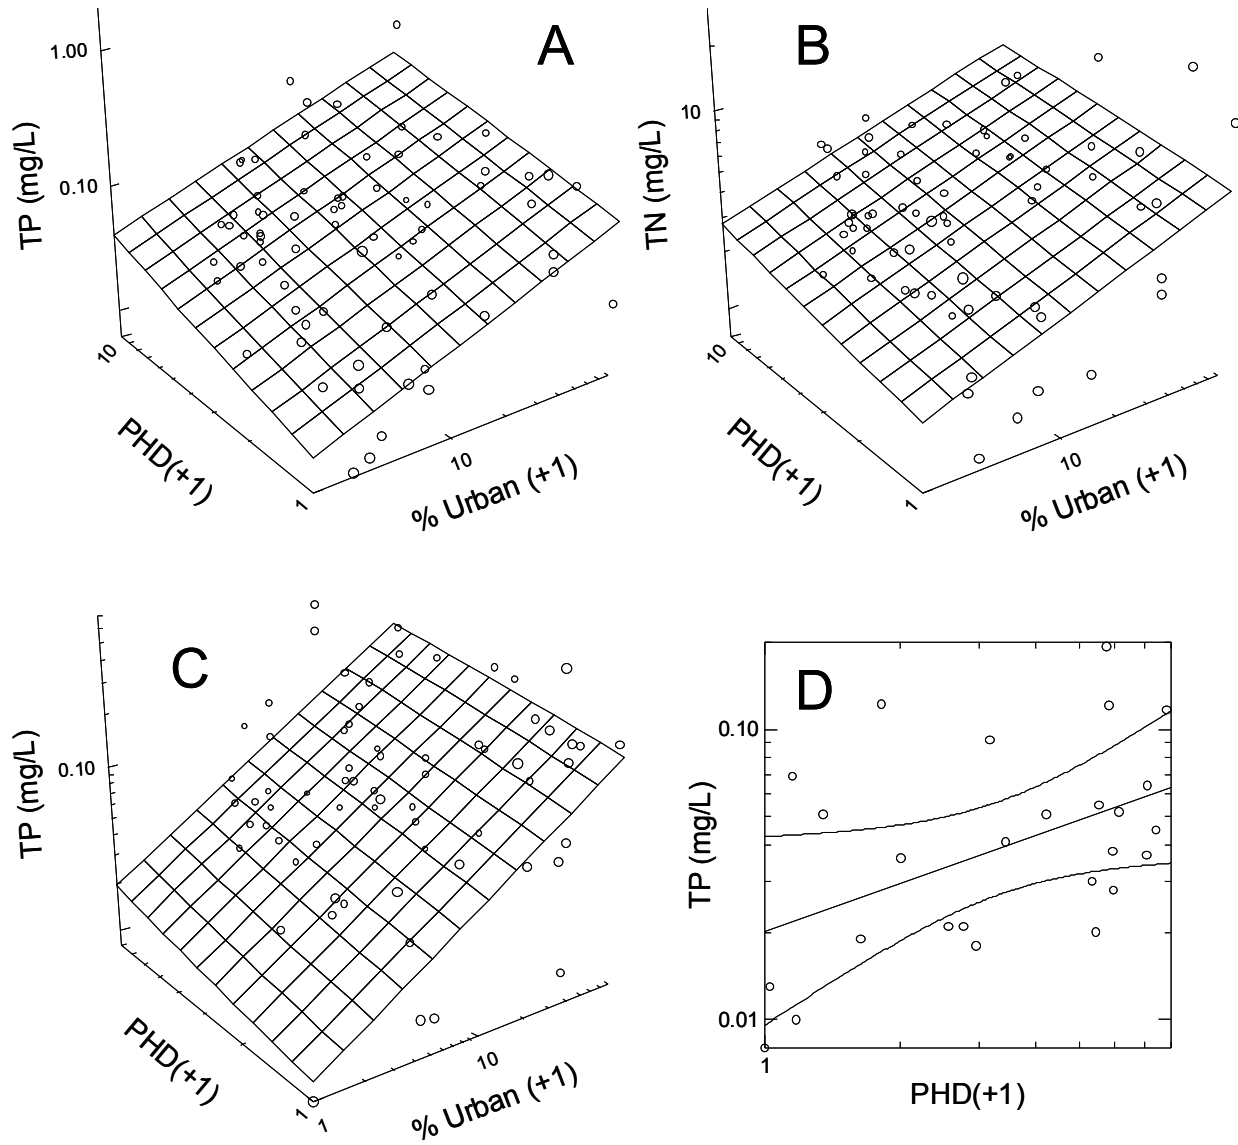 A
1.00
0.10
TP (mg/L)
10
PHD(+1)
1
10
% Urban (+1)
B
10
TN (mg/L)
10
PHD(+1)
1
10
% Urban (+1)
C
0.10
TP (mg/L)
PHD(+1)
1
1
10
% Urban (+1)
D
0.10
TP (mg/L)
0.01
1
PHD(+1)